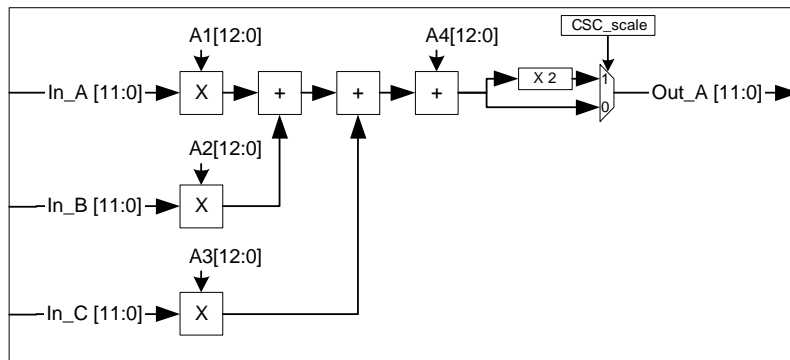 CSC_scale
A1[12:0]
A4[12:0]
In_A [11:0]
X
+
+
+
X 2
1
0
Out_A [11:0]
A2[12:0]
In_B [11:0]
X
A3[12:0]
In_C [11:0]
X